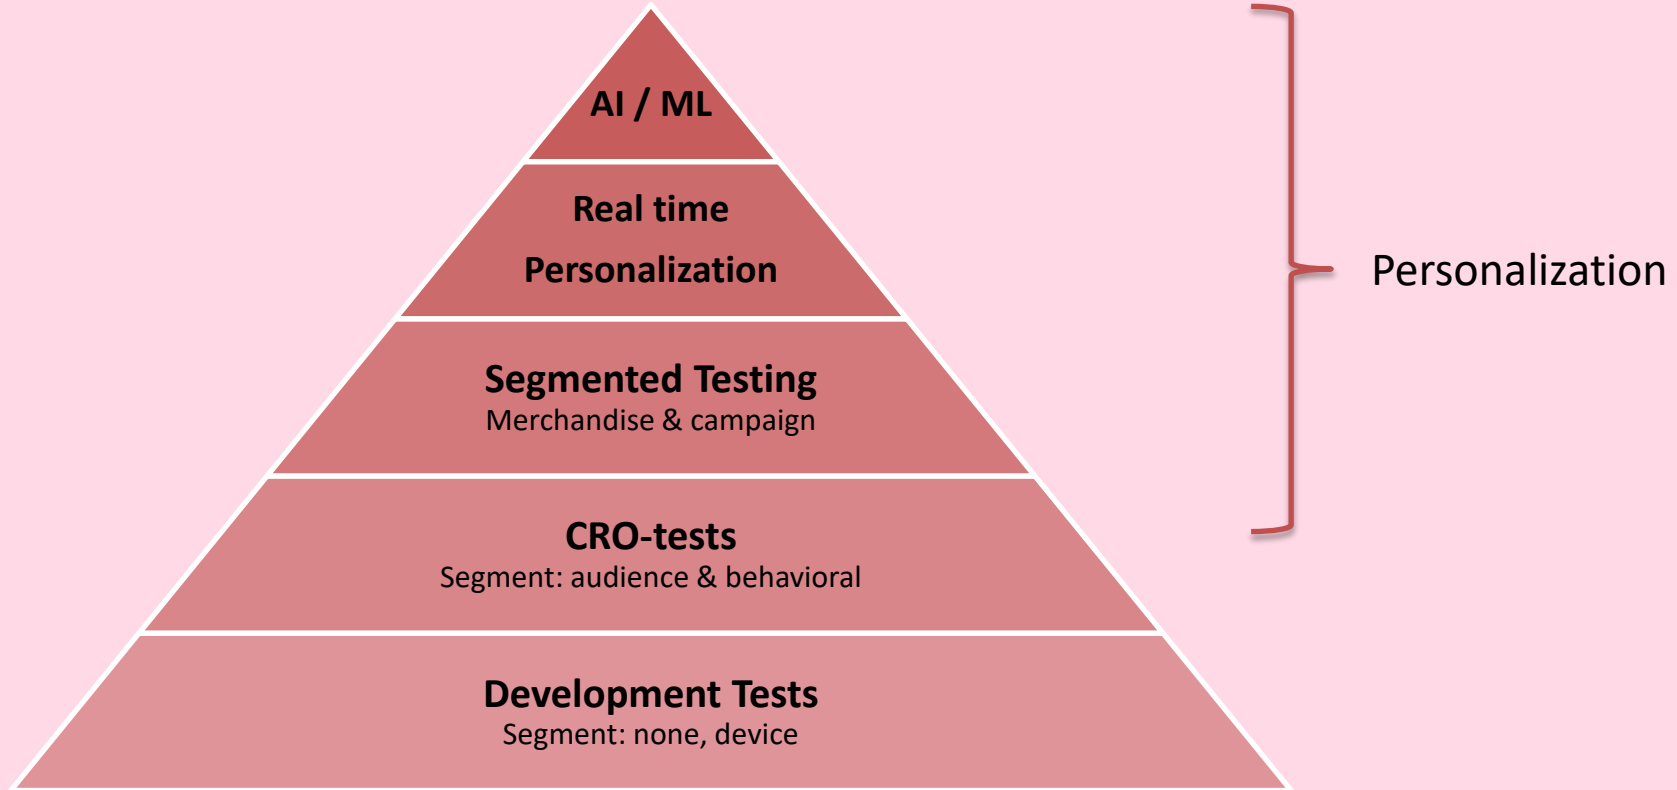 AI / ML
Real time
Personalization
Segmented Testing
Merchandise & campaign
CRO-tests
Segment: audience & behavioral
Development Tests
Segment: none, device
Personalization